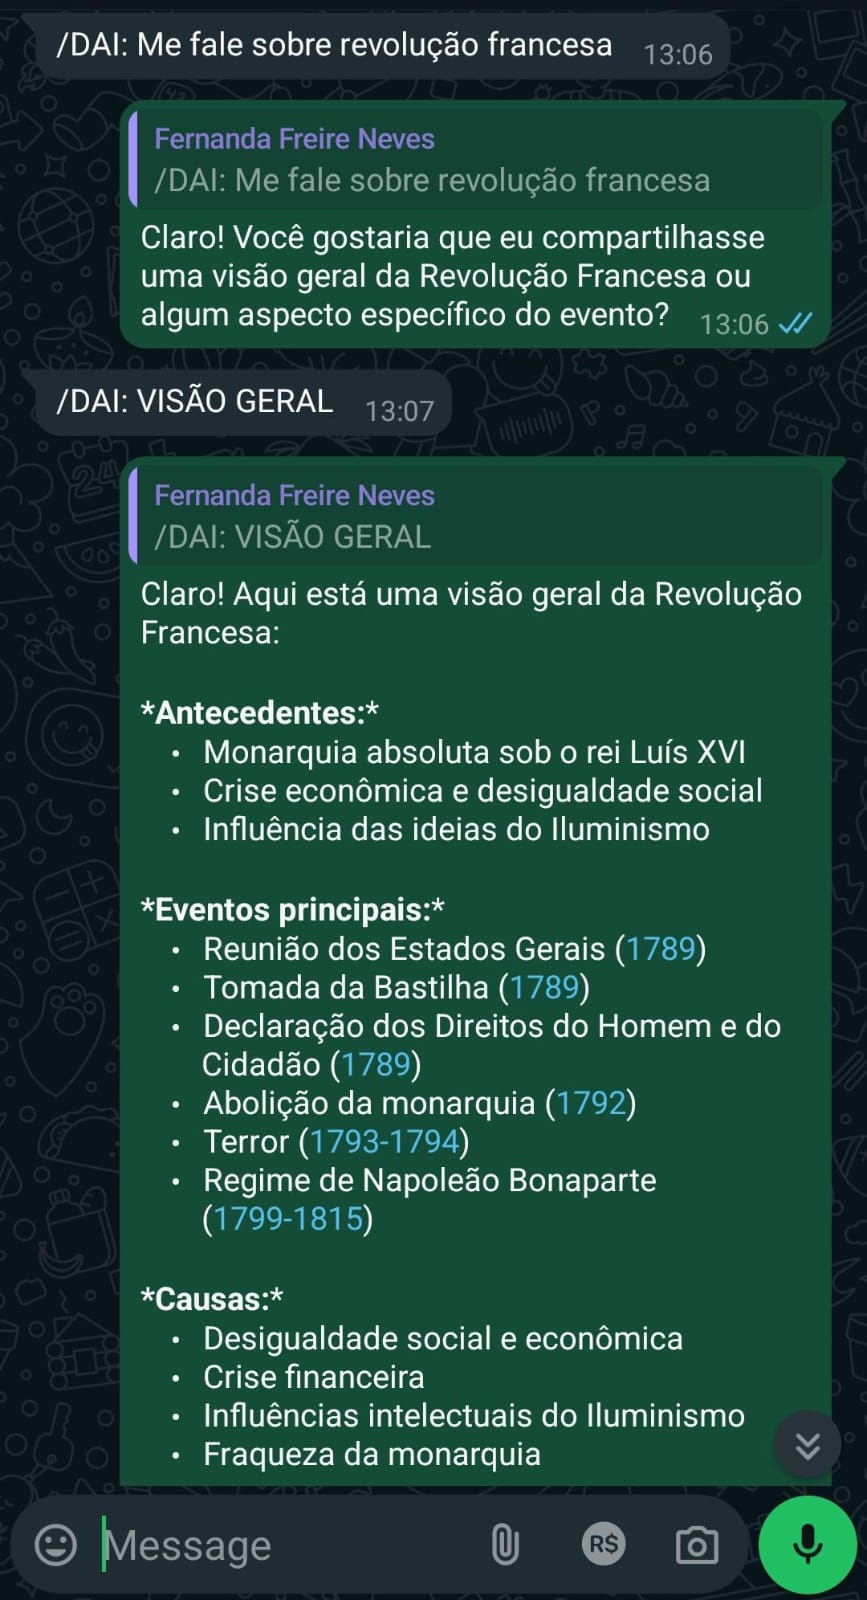 /DAI: Me fale sobre revolução francesa 13:06
Fernanda Freire Neves
/DAI: Me fale sobre revolução francesa
Claro! Você gostaria que eu compartilhasse
uma visão geral da Revolução Francesa ou
algum aspecto específico do evento? 13:06
/DAI: VISÃO GERAL 13:07
Fernanda Freire Neves
/DAI: VISÃO GERAL
Claro! Aqui está uma visão geral da Revolução
Francesa:
*Antecedentes:*
• Monarquia absoluta sob o rei Luís XVI
• Crise econômica e desigualdade social
• Influência das ideias do Iluminismo
*Eventos principais:*
• Reunião dos Estados Gerais (1789)
• Tomada da Bastilha (1789)
• Declaração dos Direitos do Homem e do
Cidadão (1789)
• Abolição da monarquia (1792)
• Terror (1793-1794)
• Regime de Napoleão Bonaparte
(1799-1815)
*Causas:*
• Desigualdade social e econômica
• Crise financeira
• Influências intelectuais do Iluminismo
• Fraqueza da monarquia
Message R$